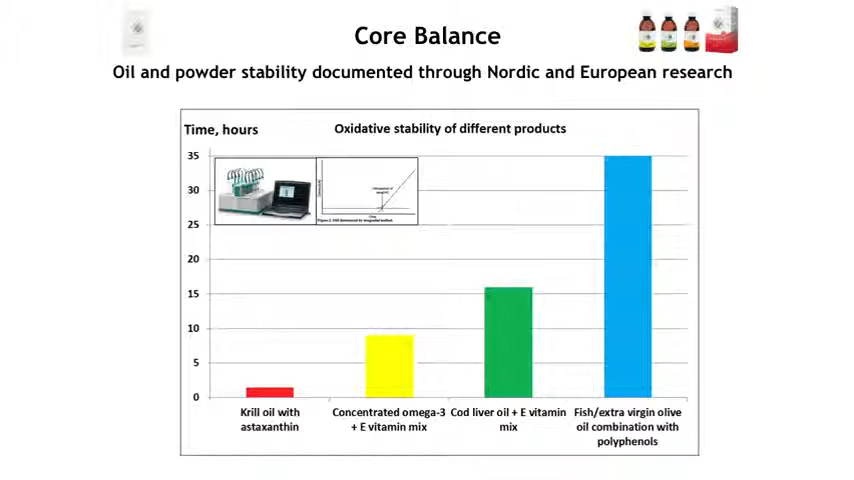 Core Balance
Oil and powder stability documented through Nordic and European research
Time, hours
Oxidative stability of different products
35
30
25
20
15
10
5
0
Krill oil with
astaxanthin
Concentrated omega-3
+ E vitamin mix
Cod liver oil + E vitamin
mix
Fish/extra virgin olive
oil combination with
polyphenols